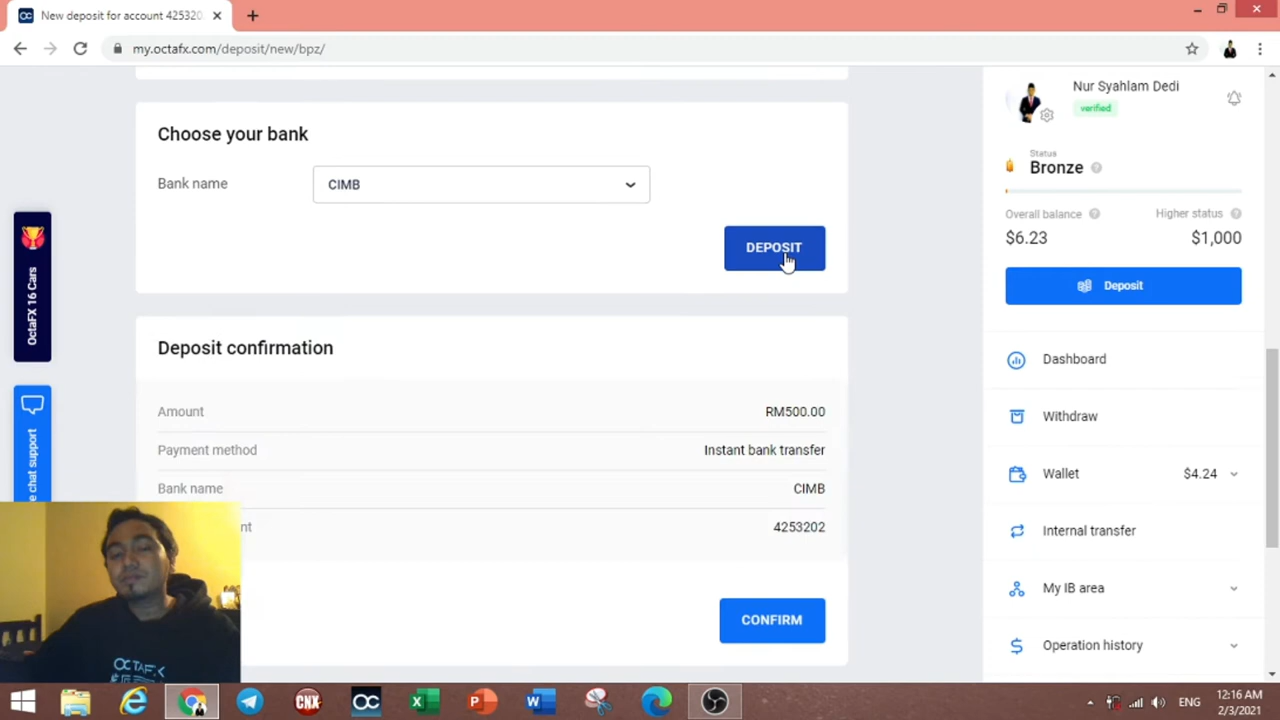 New deposit for account 425320
my.octafx.com/deposit/new/bpz/
Choose your bank
Bank name
CIMB
DEPOSIT
Deposit confirmation
Amount
RM500.00
Payment method
Instant bank transfer
Bank name
CIMB
nt
4253202
CONFIRM
OctaFX 16 Cars
e chat support
OCTAFX
Nur Syahlam Dedi
verified
Status
Bronze
Overall balance
Higher status
$6.23
$1,000
Deposit
Dashboard
Withdraw
Wallet
$4.24
Internal transfer
My IB area
Operation history
CNX
ENG
12:16 AM
2/3/2021